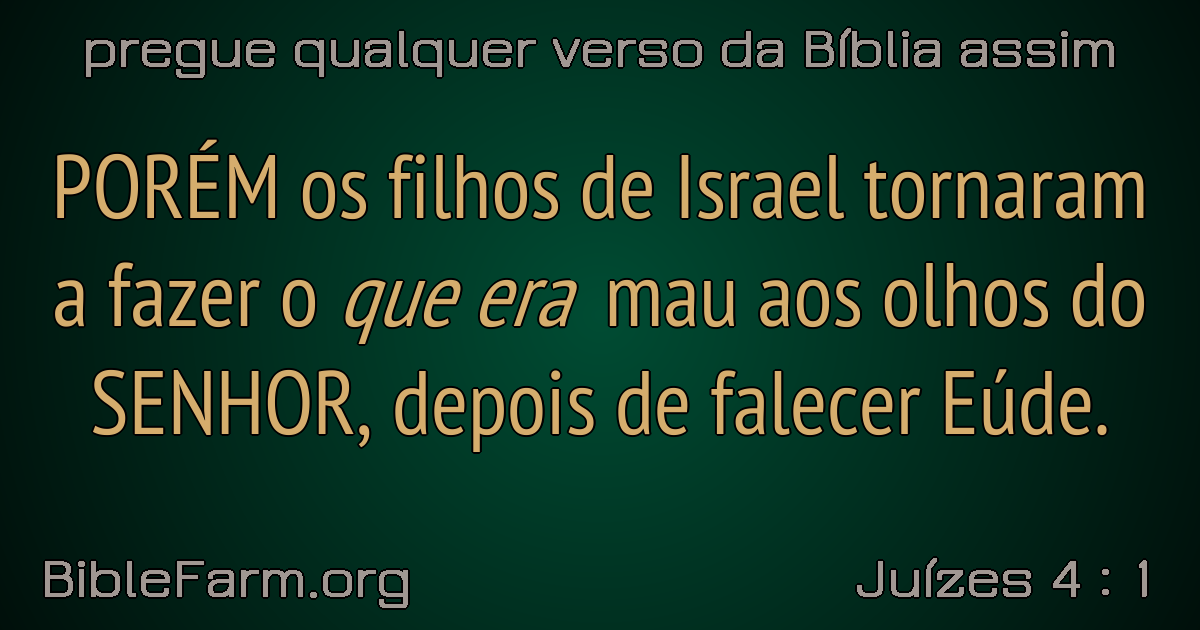 pregue qualquer verso da Bíblia assim
PORÉM os filhos de Israel tornaram
a fazer o que era mau aos olhos do
SENHOR, depois de falecer Eúde.
BibleFarm.org
Juízes 4 : 1